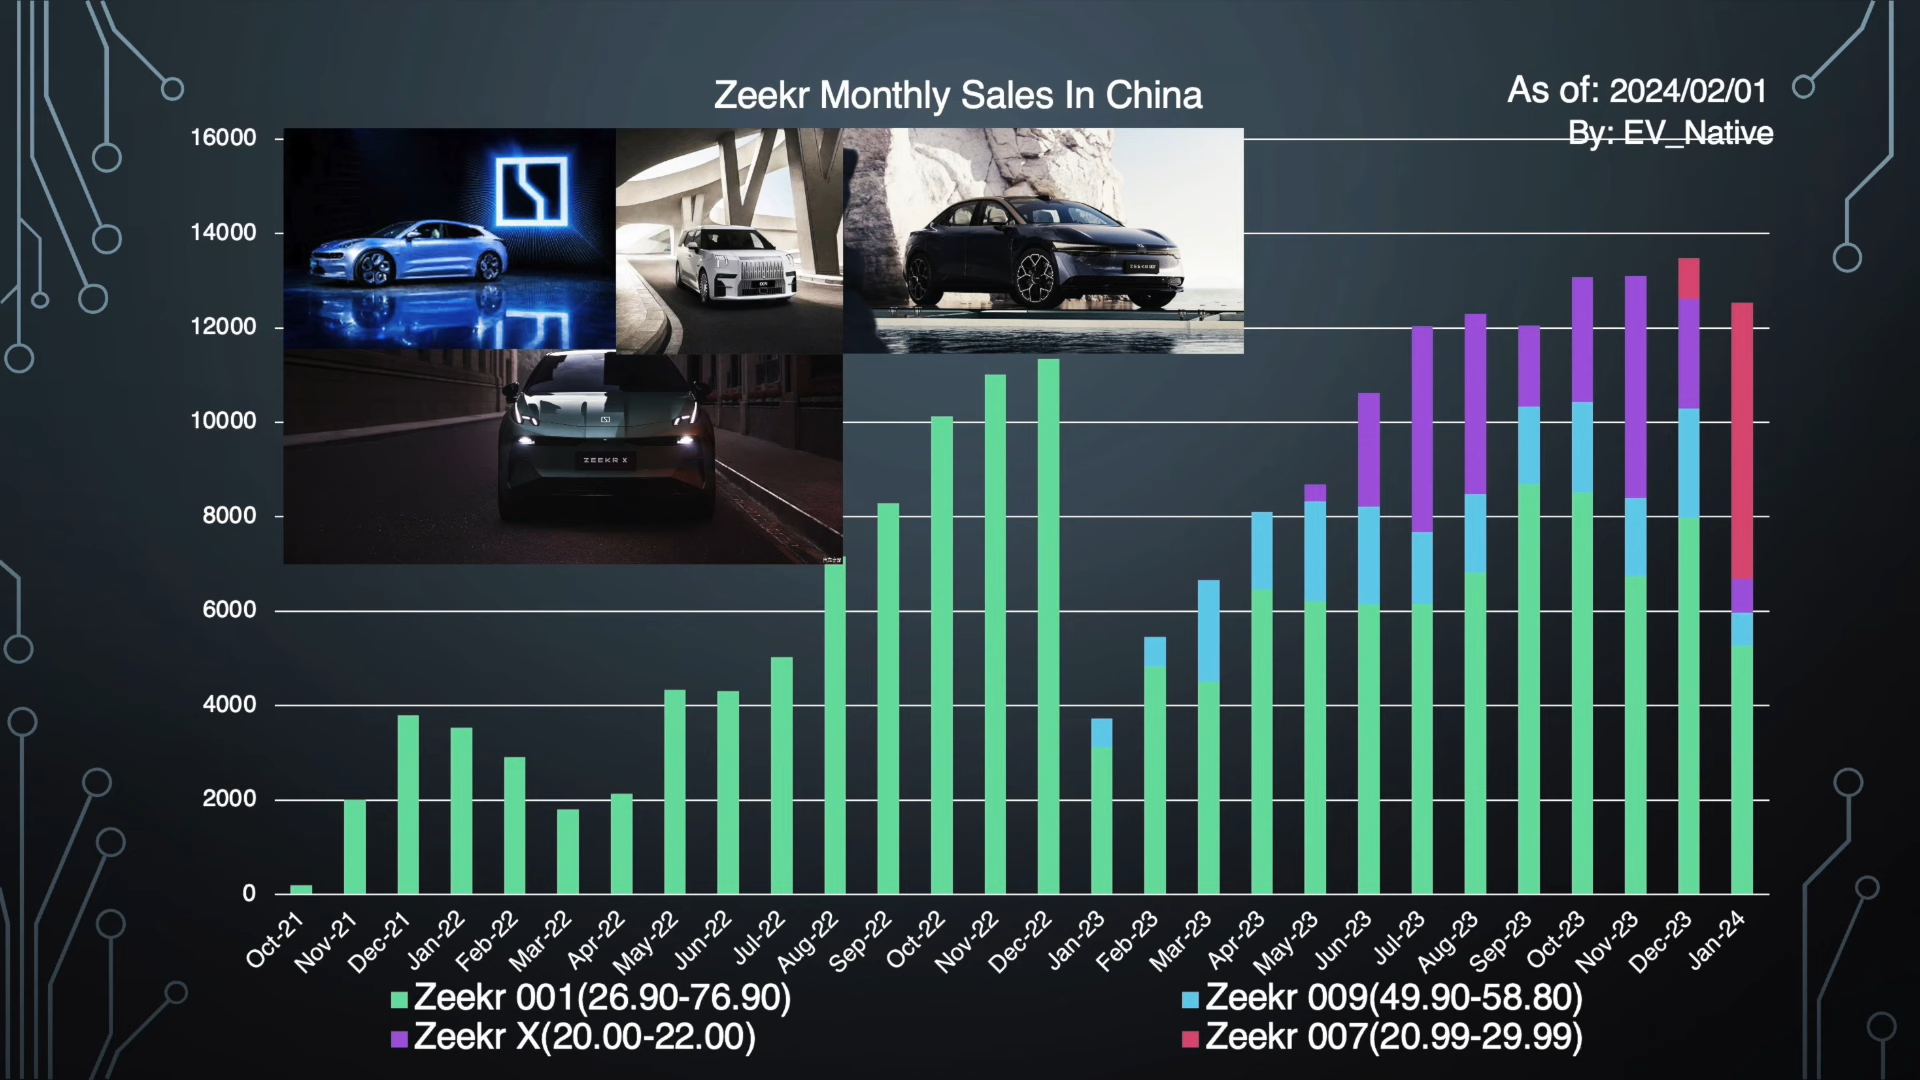 Zeekr Monthly Sales In China
As of: 2024/02/01
By: EV_Native
16000
14000
12000
10000
8000
6000
4000
2000
0
ZEEKR X
Oct-21
Nov-21
Dec-21
Jan-22
Feb-22
Mar-22
Apr-22
May-22
Jun-22
Jul-22
Aug-22
Sep-22
Oct-22
Nov-22
Dec-22
Jan-23
Feb-23
Mar-23
Apr-23
May-23
Jun-23
Jul-23
Aug-23
Sep-23
Oct-23
Nov-23
Dec-23
Jan-24
Zeekr 001(26.90-76.90)
Zeekr 009(49.90-58.80)
Zeekr X(20.00-22.00)
Zeekr 007(20.99-29.99)